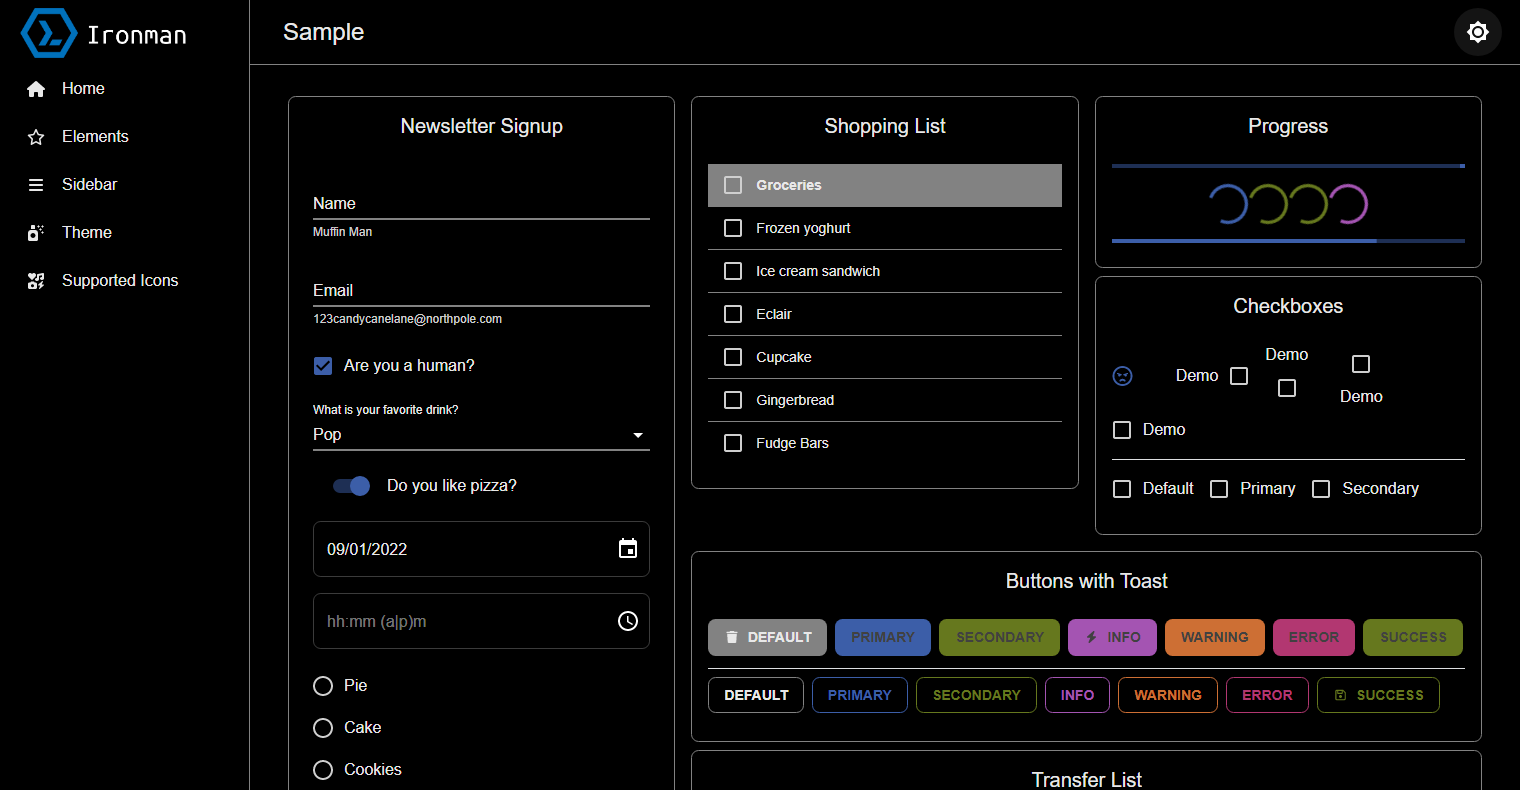 Ironman
Home
Elements
Sidebar
Theme
Supported Icons
Sample
Newsletter Signup
Name
Muffin Man
Email
123candycanelane@northpole.com
Are you a human?
What is your favorite drink?
Pop
Do you like pizza?
09/01/2022
hh:mm (a|p)m
Pie
Cake
Cookies
Shopping List
Groceries
Frozen yoghurt
Ice cream sandwich
Eclair
Cupcake
Gingerbread
Fudge Bars
Progress
Checkboxes
Demo
Demo
Demo
Demo
Default Primary Secondary
Buttons with Toast
DEFAULT PRIMARY SECONDARY INFO WARNING ERROR SUCCESS
DEFAULT PRIMARY SECONDARY INFO WARNING ERROR SUCCESS
Transfer List